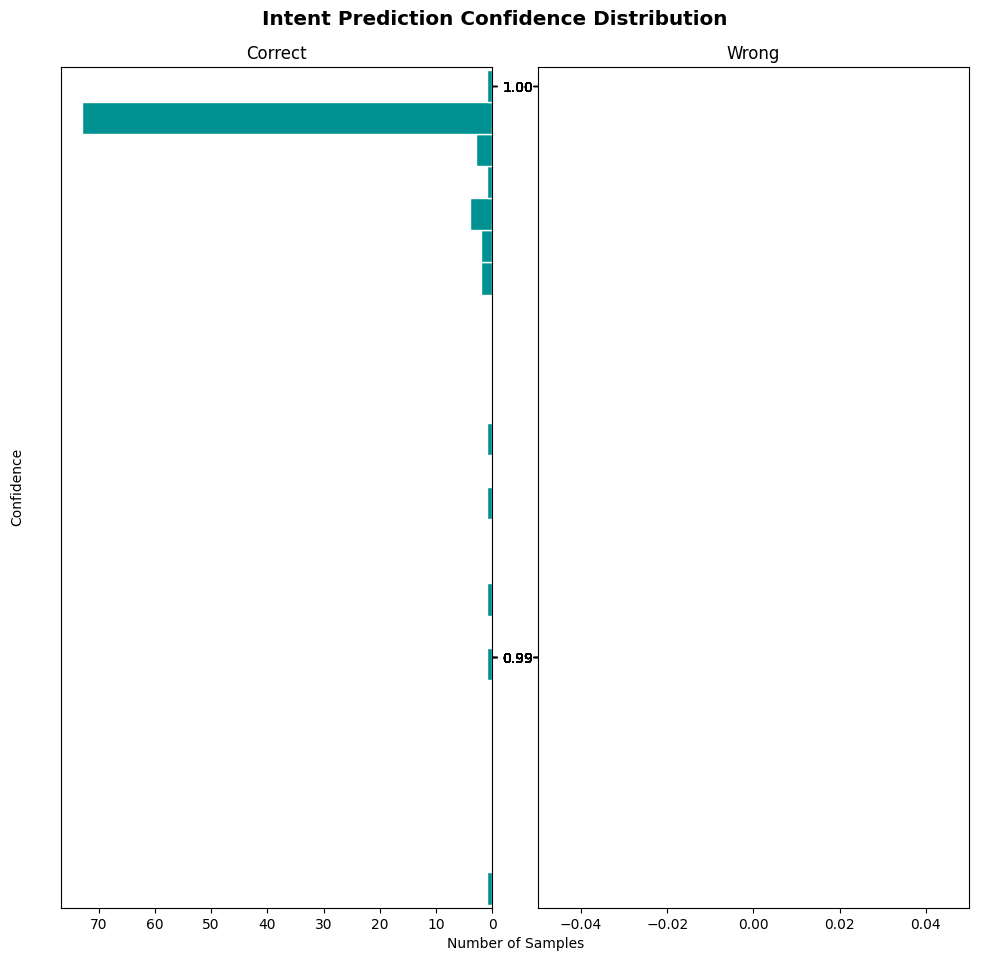 Intent Prediction Confidence Distribution
Correct
Wrong
1.00
Confidence
0.99
70 60 50 40 30 20 10 0
−0.04 −0.02 0.00 0.02 0.04
Number of Samples